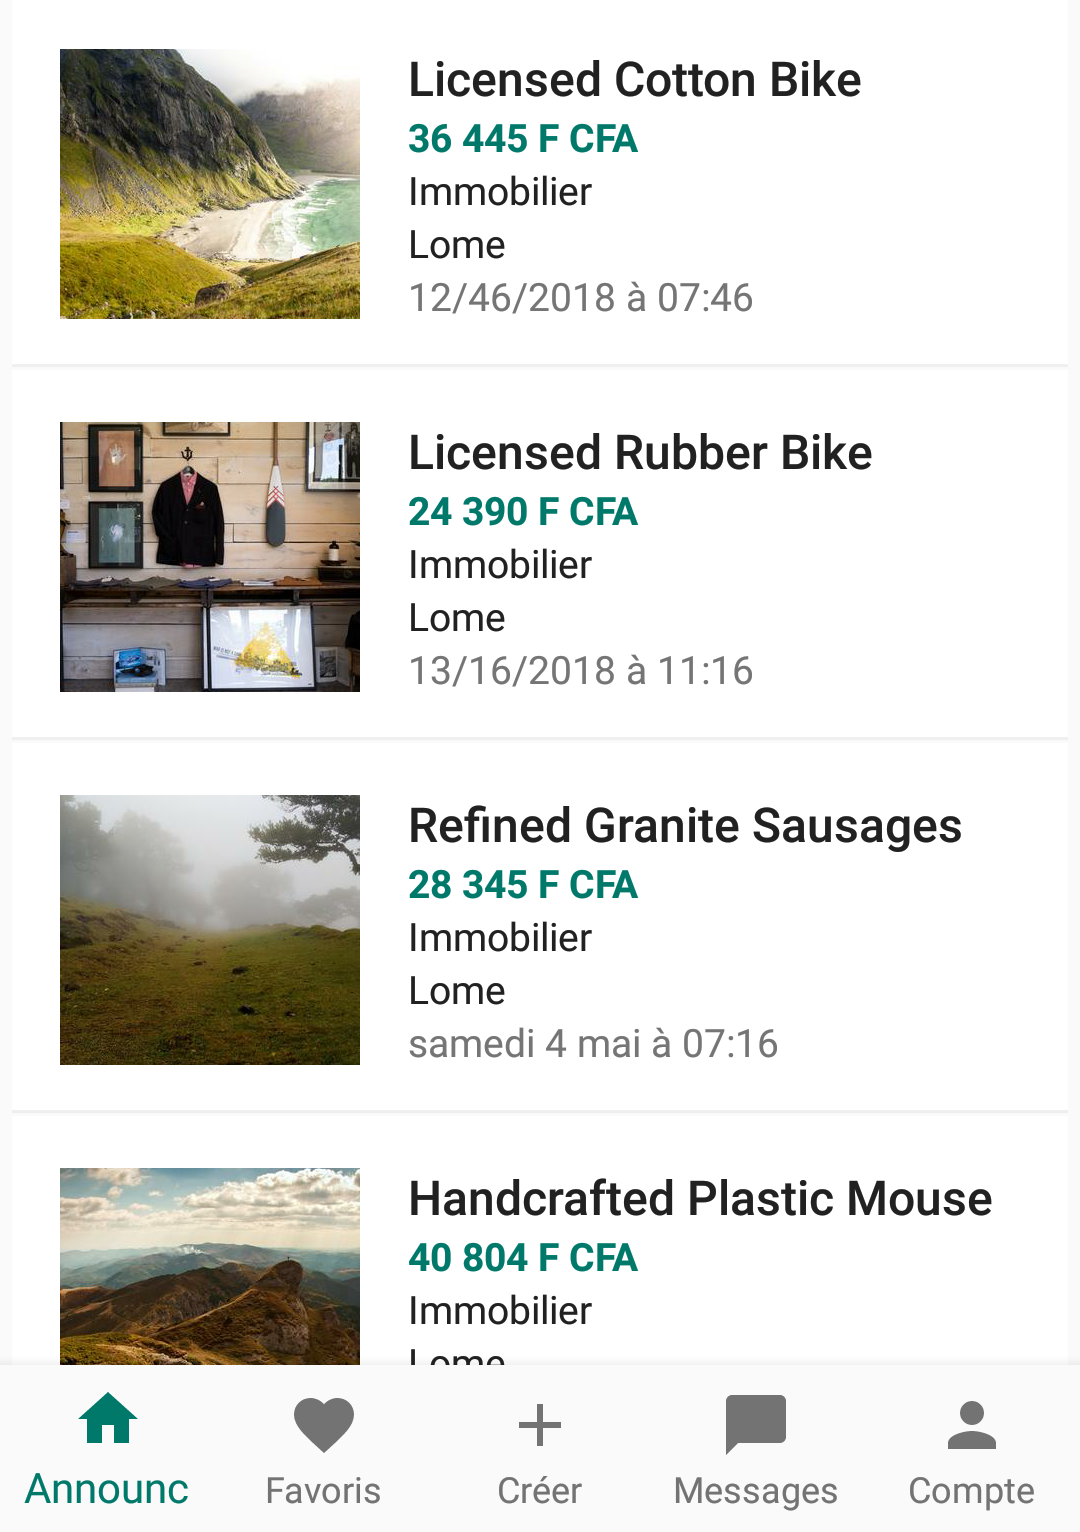 Licensed Cotton Bike
36 445 F CFA
Immobilier
Lome
12/46/2018 à 07:46
Licensed Rubber Bike
24 390 F CFA
Immobilier
Lome
13/16/2018 à 11:16
Refined Granite Sausages
28 345 F CFA
Immobilier
Lome
samedi 4 mai à 07:16
Handcrafted Plastic Mouse
40 804 F CFA
Immobilier
Lome
Announc
Favoris
Créer
Messages
Compte